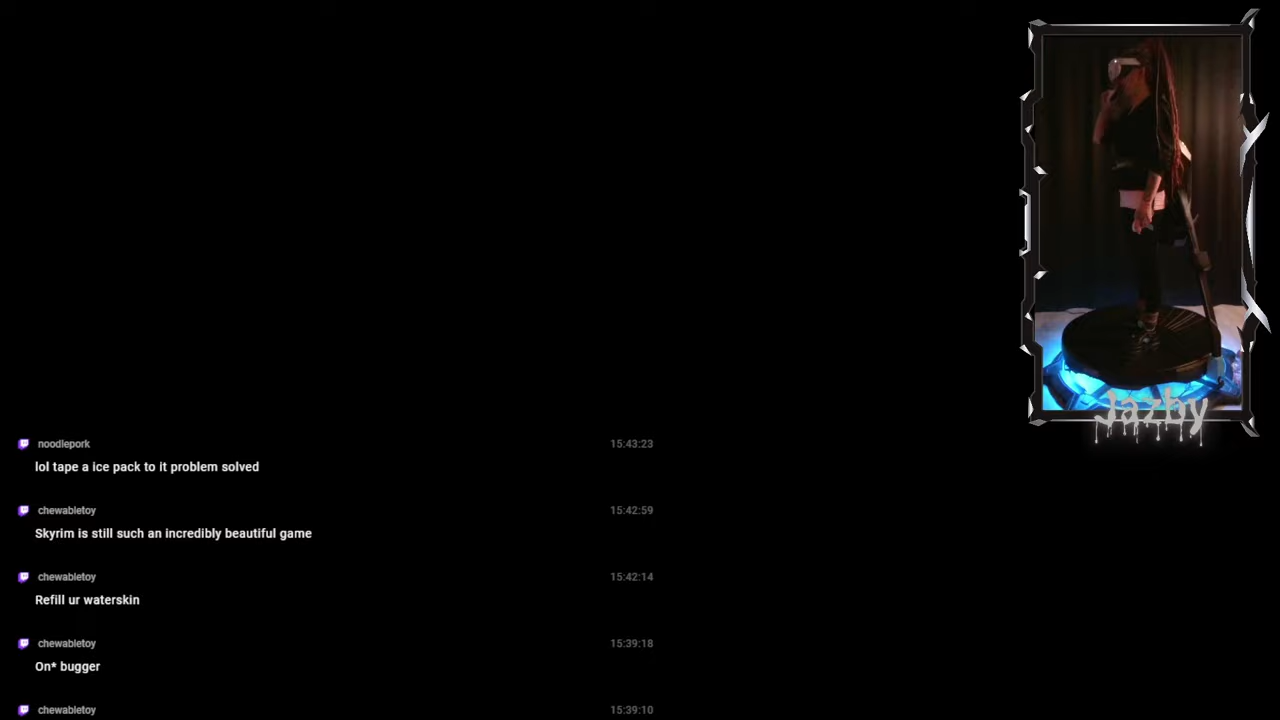 noodlepork 15:43:23
lol tape a ice pack to it problem solved
chewabletoy 15:42:59
Skyrim is still such an incredibly beautiful game
chewabletoy 15:42:14
Refill ur waterskin
chewabletoy 15:39:18
On* bugger
chewabletoy 15:39:10
Jazby